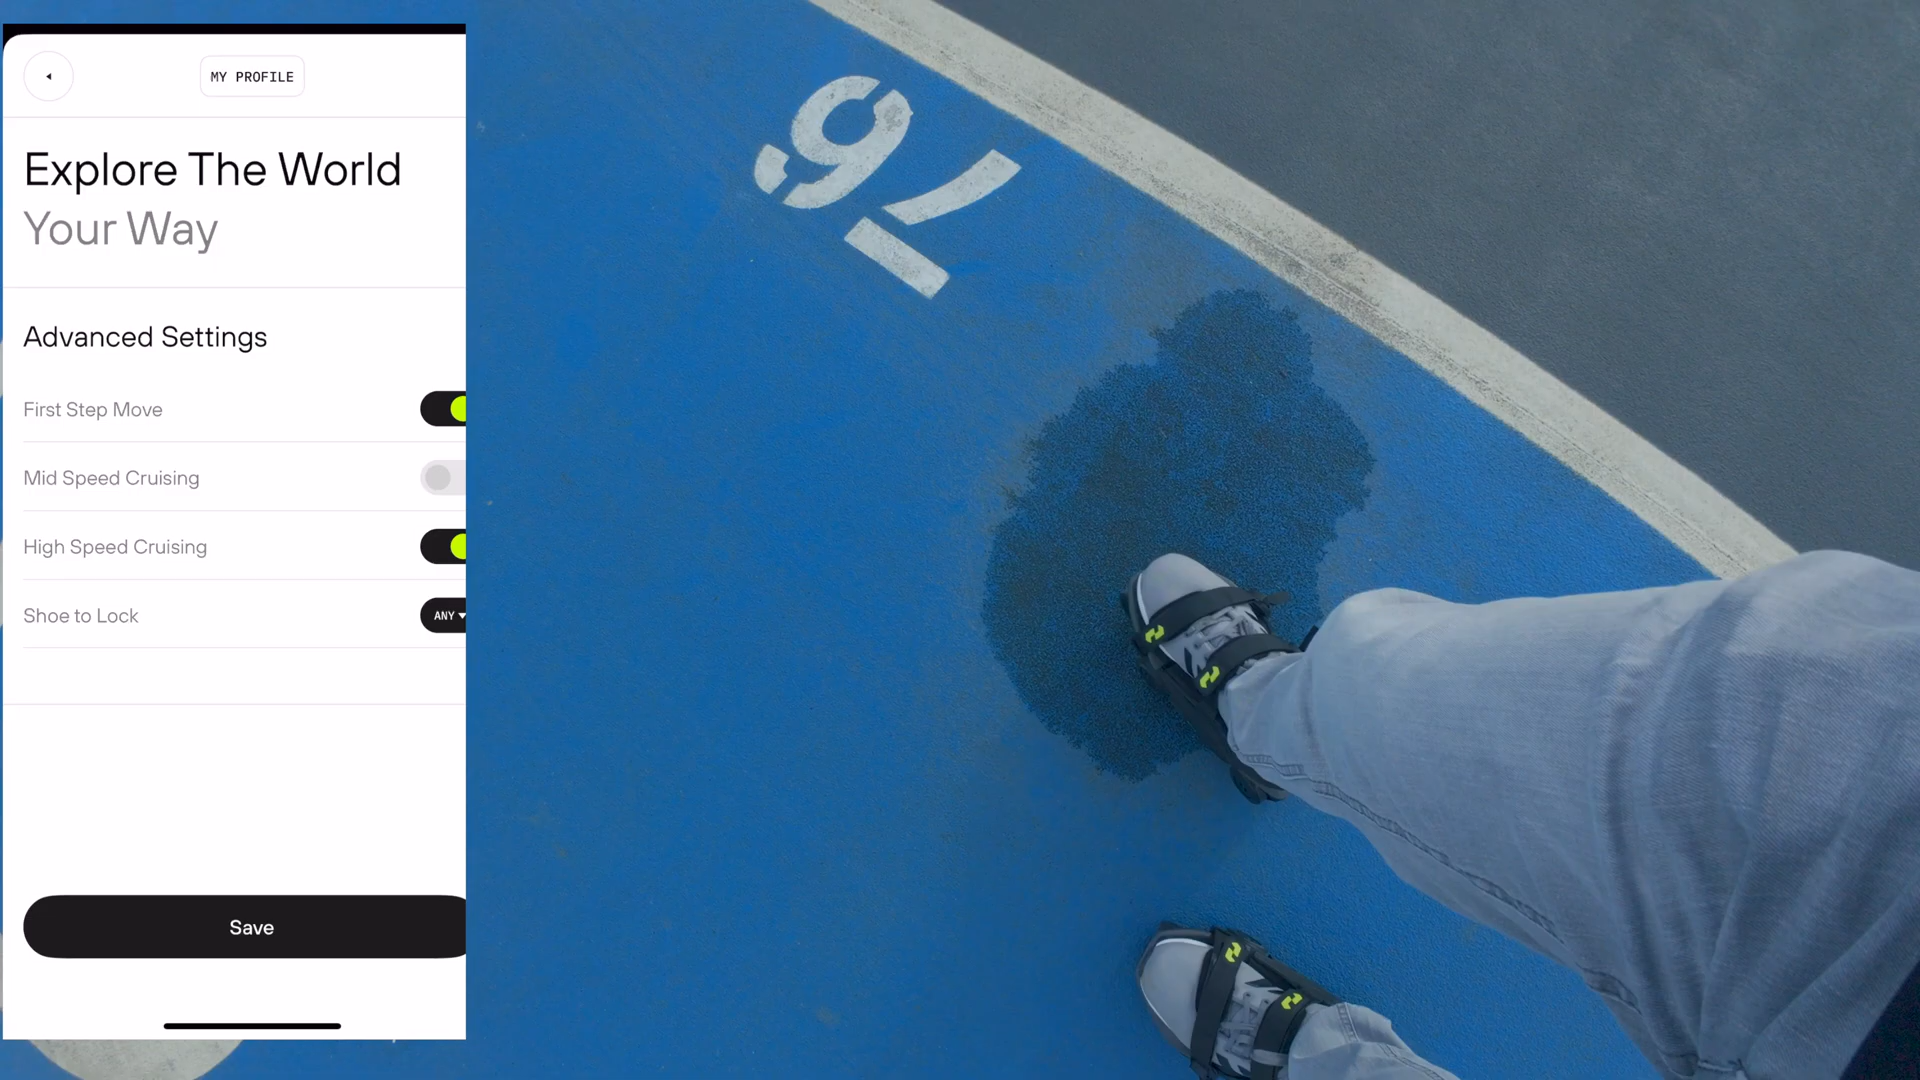 MY PROFILE
Explore The World
Your Way
Advanced Settings
First Step Move
Mid Speed Cruising
High Speed Cruising
Shoe to Lock
ANY
Save
76